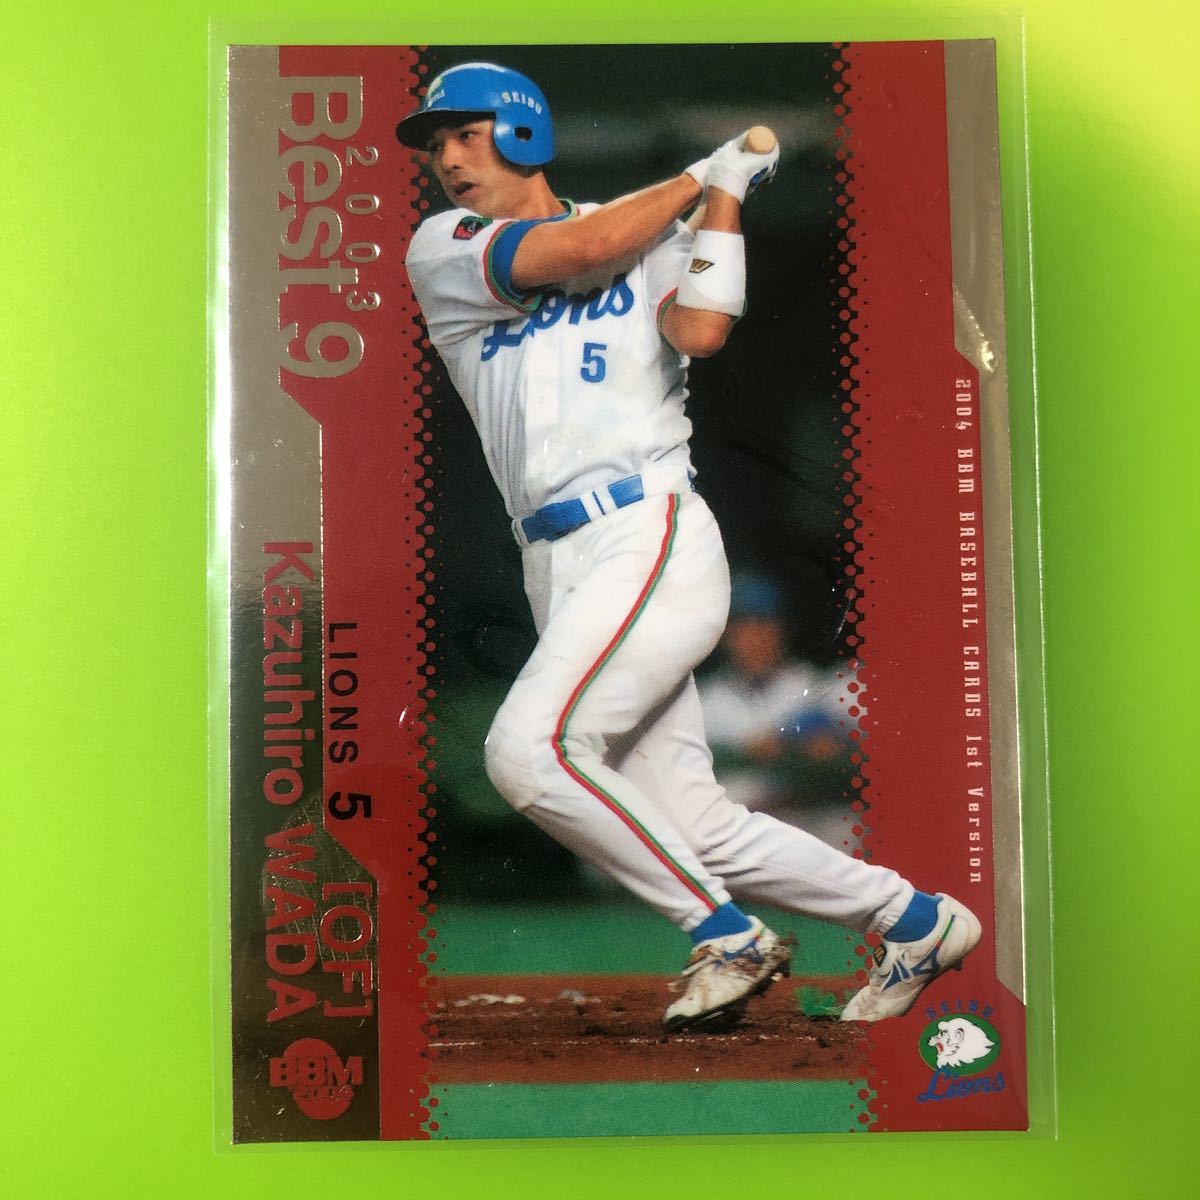 2003
Best 9
Kazuhiro WADA
LIONS 5 [OF]
BBM
2004
SEIBU
Lions
5
2004 BBM BASEBALL CARDS 1st Version
SEIBU
Lions